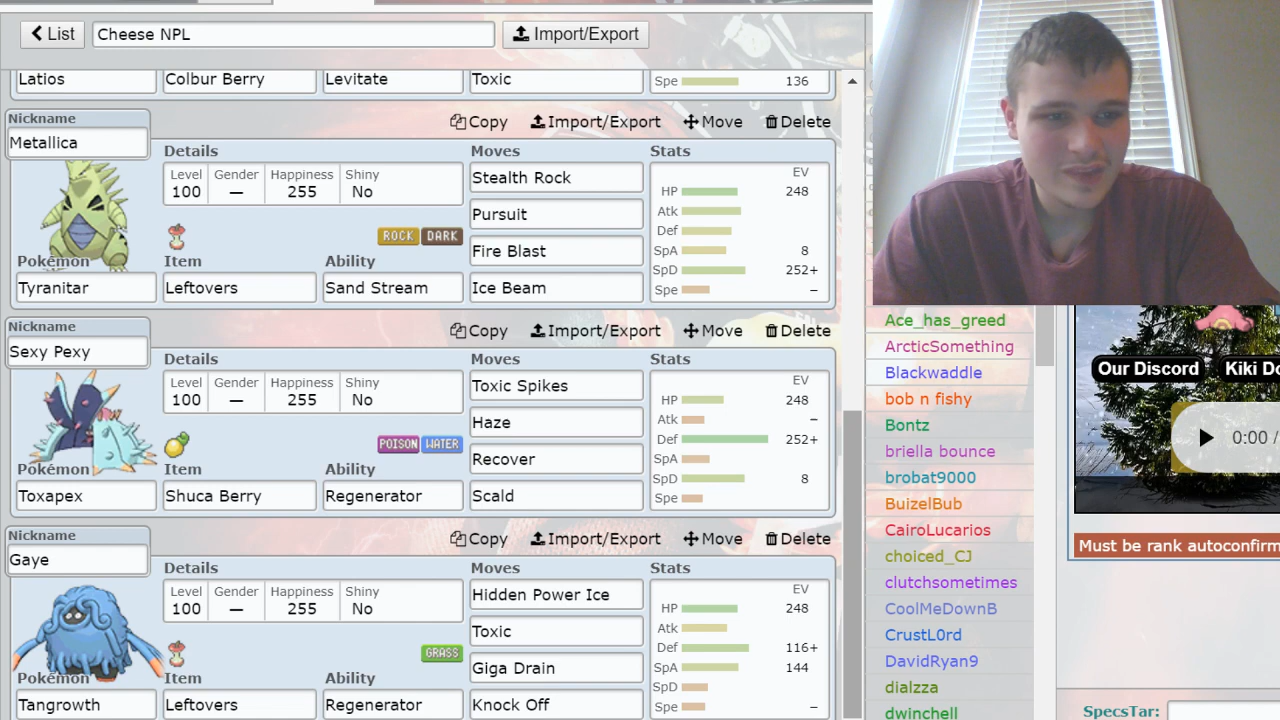 List
Cheese NPL
Import/Export
Latios
Colbur Berry
Levitate
Toxic
Spe 136
Nickname
Metallica
Copy Import/Export Move Delete
Details
Level 100
Gender —
Happiness 255
Shiny No
ROCK DARK
Pokémon
Tyranitar
Item
Leftovers
Ability
Sand Stream
Moves
Stealth Rock
Pursuit
Fire Blast
Ice Beam
Stats
EV
HP 248
Atk
Def
SpA 8
SpD 252+
Spe –
Nickname
Sexy Pexy
Copy Import/Export Move Delete
Details
Level 100
Gender —
Happiness 255
Shiny No
POISON WATER
Pokémon
Toxapex
Item
Shuca Berry
Ability
Regenerator
Moves
Toxic Spikes
Haze
Recover
Scald
Stats
EV
HP 248
Atk –
Def 252+
SpA
SpD 8
Spe
Nickname
Gaye
Copy Import/Export Move Delete
Details
Level 100
Gender —
Happiness 255
Shiny No
GRASS
Pokémon
Tangrowth
Item
Leftovers
Ability
Regenerator
Moves
Hidden Power Ice
Toxic
Giga Drain
Knock Off
Stats
EV
HP 248
Atk
Def 116+
SpA 144
SpD
Spe –
Ace_has_greed
ArcticSomething
Blackwaddle
bob n fishy
Bontz
briella bounce
brobat9000
BuizelBub
CairoLucarios
choiced_CJ
clutchsometimes
CoolMeDownB
CrustL0rd
DavidRyan9
dialzza
dwinchell
Our Discord
Kiki Do
0:00 /
Must be rank autoconfirm
SpecsTar: